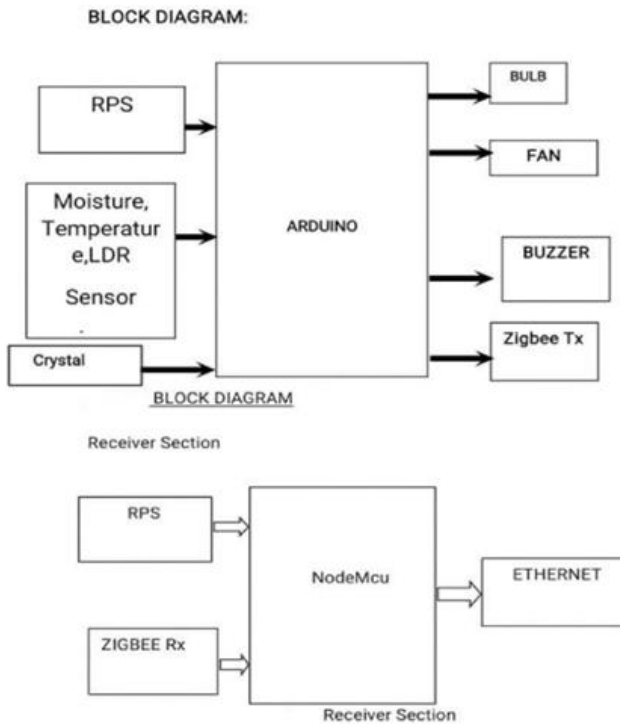 BLOCK DIAGRAM:
RPS
Moisture,
Temperatur
e,LDR
Sensor
.
Crystal
ARDUINO
BULB
FAN
BUZZER
Zigbee Tx
BLOCK DIAGRAM
Receiver Section
RPS
ZIGBEE Rx
NodeMcu
ETHERNET
Receiver Section